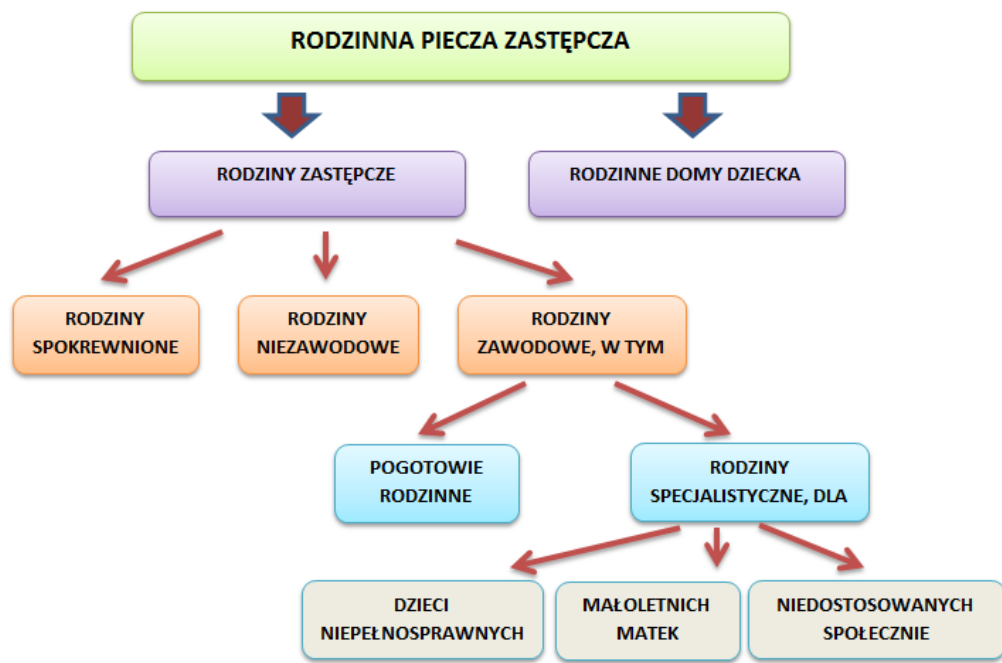 RODZINNA PIECZA ZASTĘPCZA
RODZINY ZASTĘPCZE
RODZINNE DOMY DZIECKA
RODZINY
SPOKREWNIONE
RODZINY
NIEZAWODOWE
RODZINY
ZAWODOWE, W TYM
POGOTOWIE
RODZINNE
RODZINY
SPECJALISTYCZNE, DLA
DZIECI
NIEPEŁNOSPRAWNYCH
MAŁOLETNICH
MATEK
NIEDOSTOSOWANYCH
SPOŁECZNIE